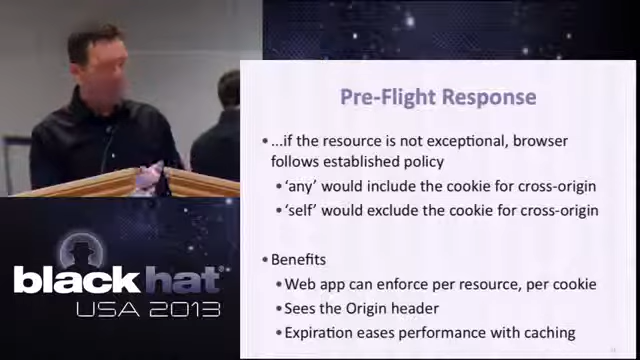 Pre-Flight Response
•...if the resource is not exceptional, browser
follows established policy
•'any' would include the cookie for cross-origin
•'self' would exclude the cookie for cross-origin
•Benefits
•Web app can enforce per resource, per cookie
•Sees the Origin header
•Expiration eases performance with caching
black hat®
USA 2013